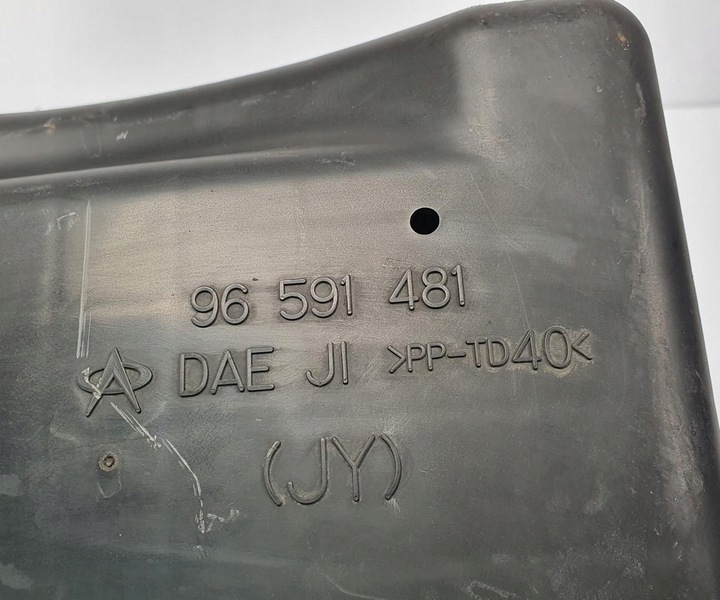 96 591 481
DAE JI >PP-TD40<
(JY)